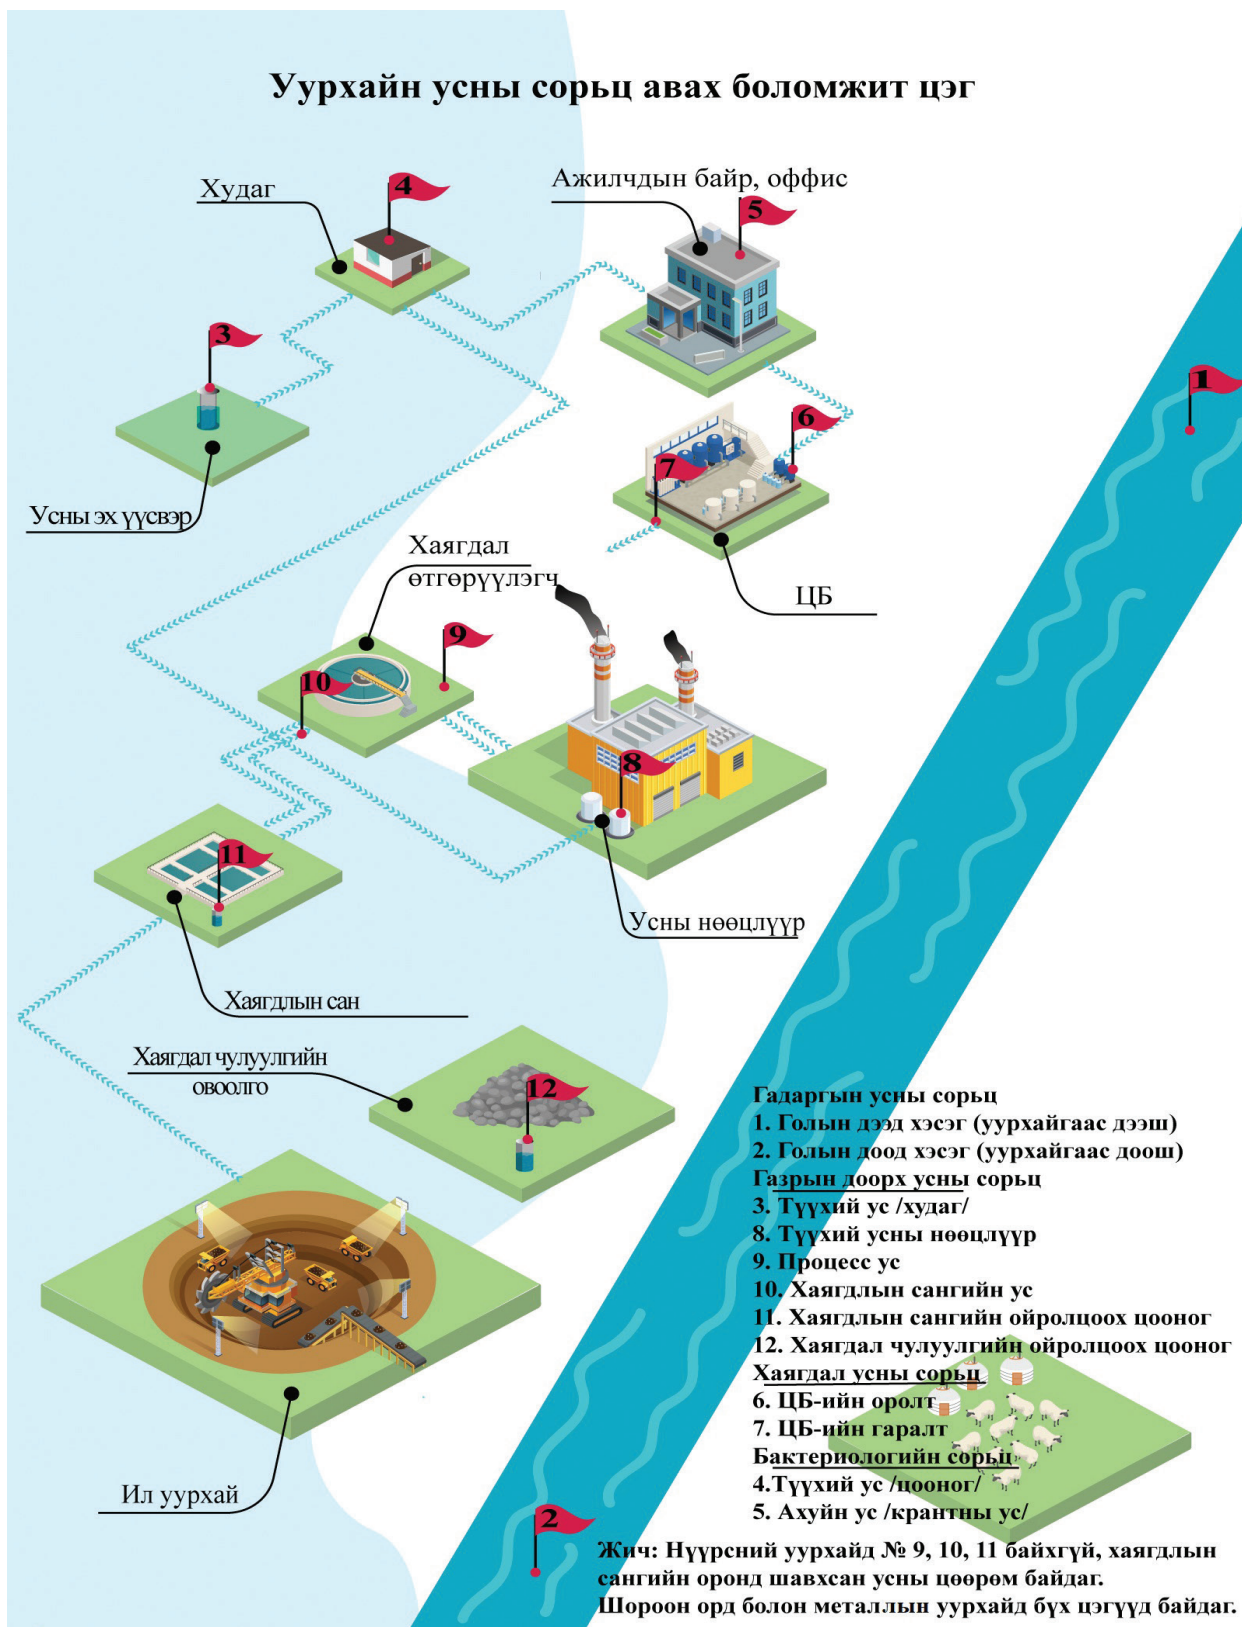 Уурхайн усны сорьц авах боломжит цэг
Худаг
4
Ажилчдын байр, оффис
5
3
1
6
7
Усны эх үүсвэр
Хаягдал
өтгөрүүлэгч
ЦБ
9
10
8
11
Усны нөөцлүүр
Хаягдлын сан
Хаягдал чулуулгийн
овоолго
12
Гадаргын усны сорьц
1. Голын дээд хэсэг (уурхайгаас дээш)
2. Голын доод хэсэг (уурхайгаас доош)
Газрын доорх усны сорьц
3. Түүхий ус /худаг/
8. Түүхий усны нөөцлүүр
9. Процесс ус
10. Хаягдлын сангийн ус
11. Хаягдлын сангийн ойролцоох цооног
12. Хаягдал чулуулгийн ойролцоох цооног
Хаягдал усны сорьц
6. ЦБ-ийн оролт
7. ЦБ-ийн гаралт
Бактериологийн сорьц
4.Түүхий ус /цооног/
5. Ахуйн ус /крантны ус/
Ил уурхай
2
Жич: Нүүрсний уурхайд № 9, 10, 11 байхгүй, хаягдлын
сангийн оронд шавхсан усны цөөрөм байдаг.
Шороон орд болон металлын уурхайд бүх цэгүүд байдаг.